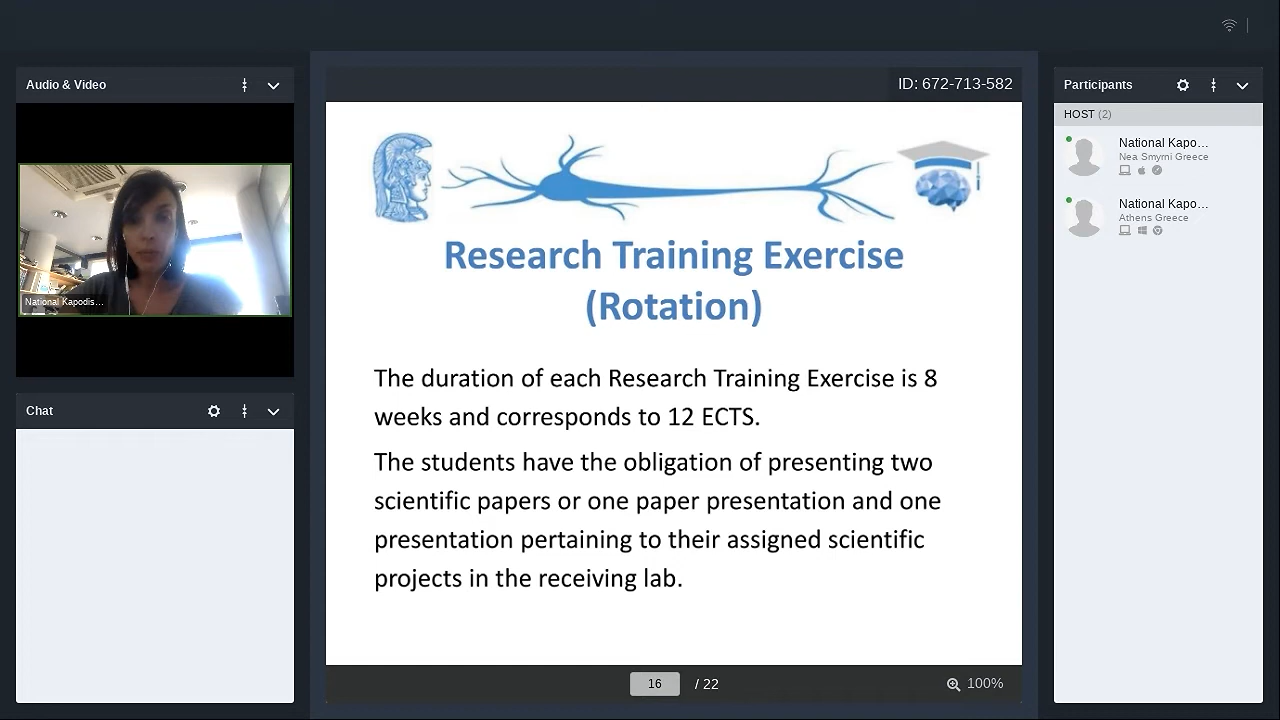 Audio & Video
National Kapodis...
Chat
ID: 672-713-582
Research Training Exercise
(Rotation)
The duration of each Research Training Exercise is 8
weeks and corresponds to 12 ECTS.
The students have the obligation of presenting two
scientific papers or one paper presentation and one
presentation pertaining to their assigned scientific
projects in the receiving lab.
16 / 22
100%
Participants
HOST (2)
National Kapo...
Nea Smyrni Greece
National Kapo...
Athens Greece